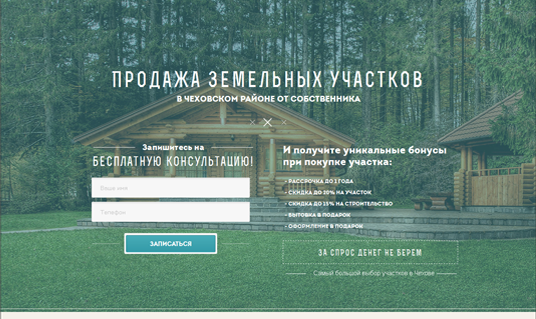 ПРОДАЖА ЗЕМЕЛЬНЫХ УЧАСТКОВ
В ЧЕХОВСКОМ РАЙОНЕ ОТ СОБСТВЕННИКА
Запишитесь на
БЕСПЛАТНУЮ КОНСУЛЬТАЦИЮ!
Ваше имя
Телефон
ЗАПИСАТЬСЯ
И получите уникальные бонусы
при покупке участка:
- РАССРОЧКА ДО 2 ГОДА
- СКИДКА ДО 20% НА УЧАСТОК
- СКИДКА ДО 15% НА СТРОИТЕЛЬСТВО
- БЫТОВКА В ПОДАРОК
- ОФОРМЛЕНИЕ В ПОДАРОК
ЗА СПРОС ДЕНЕГ НЕ БЕРЕМ
Самый большой выбор участков в Чехове